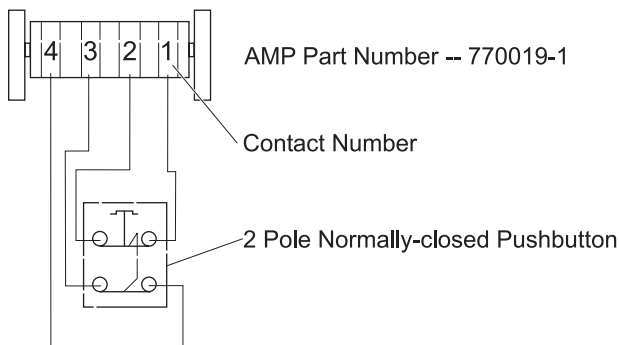 4 3 2 1
AMP Part Number -- 770019-1
Contact Number
2 Pole Normally-closed Pushbutton